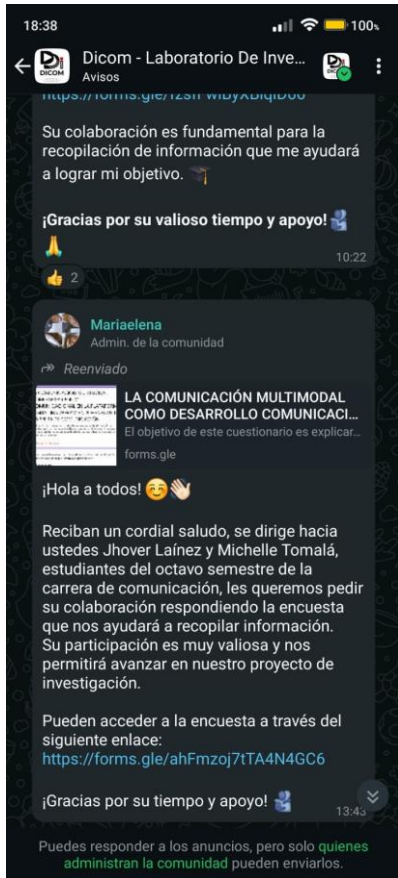 18:38
100%
Dicom - Laboratorio De Inve...
DICOM
Avisos
Su colaboración es fundamental para la
recopilación de información que me ayudará
a lograr mi objetivo. 🎓
¡Gracias por su valioso tiempo y apoyo! 🫂
🙏
10:22
👍 2
Mariaelena
Admin. de la comunidad
Reenviado
LA COMUNICACIÓN MULTIMODAL
COMO DESARROLLO COMUNICACI...
El objetivo de este cuestionario es explicar...
forms.gle
¡Hola a todos! ☺️👋🏻
Reciban un cordial saludo, se dirige hacia
ustedes Jhover Laínez y Michelle Tomalá,
estudiantes del octavo semestre de la
carrera de comunicación, les queremos pedir
su colaboración respondiendo la encuesta
que nos ayudará a recopilar información.
Su participación es muy valiosa y nos
permitirá avanzar en nuestro proyecto de
investigación.
Pueden acceder a la encuesta a través del
siguiente enlace:
https://forms.gle/ahFmzoj7tTA4N4GC6
¡Gracias por su tiempo y apoyo! 🫂
13:43
Puedes responder a los anuncios, pero solo quienes
administran la comunidad pueden enviarlos.